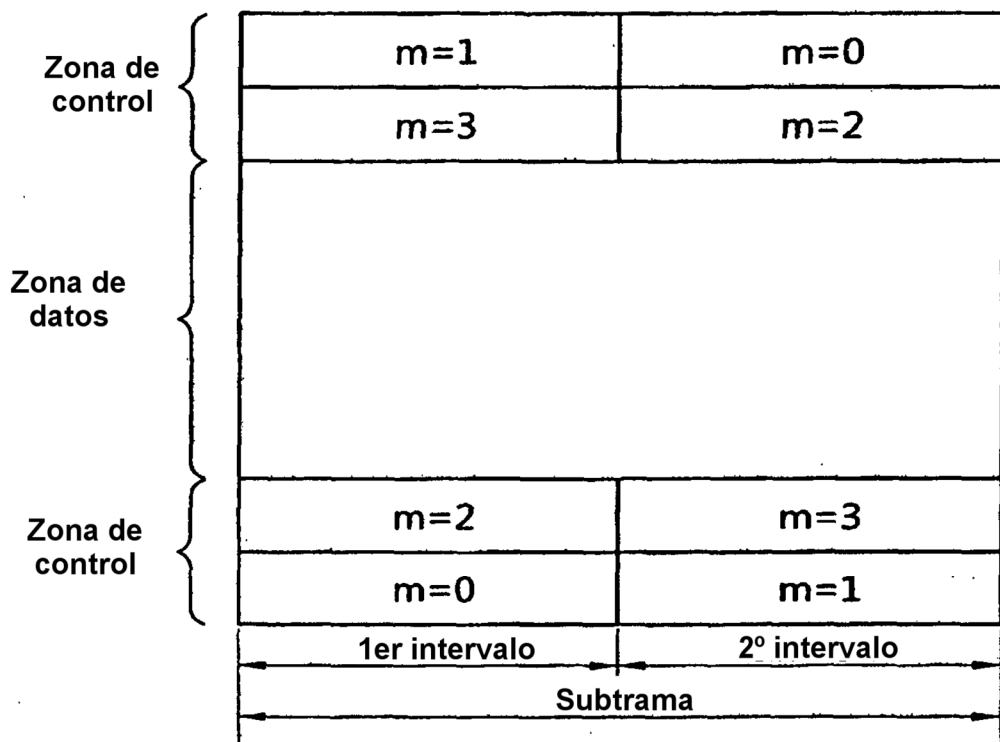 Zona de
control
m=1
m=0
m=3
m=2
Zona de
datos
Zona de
control
m=2
m=3
m=0
m=1
1er intervalo
2º intervalo
Subtrama